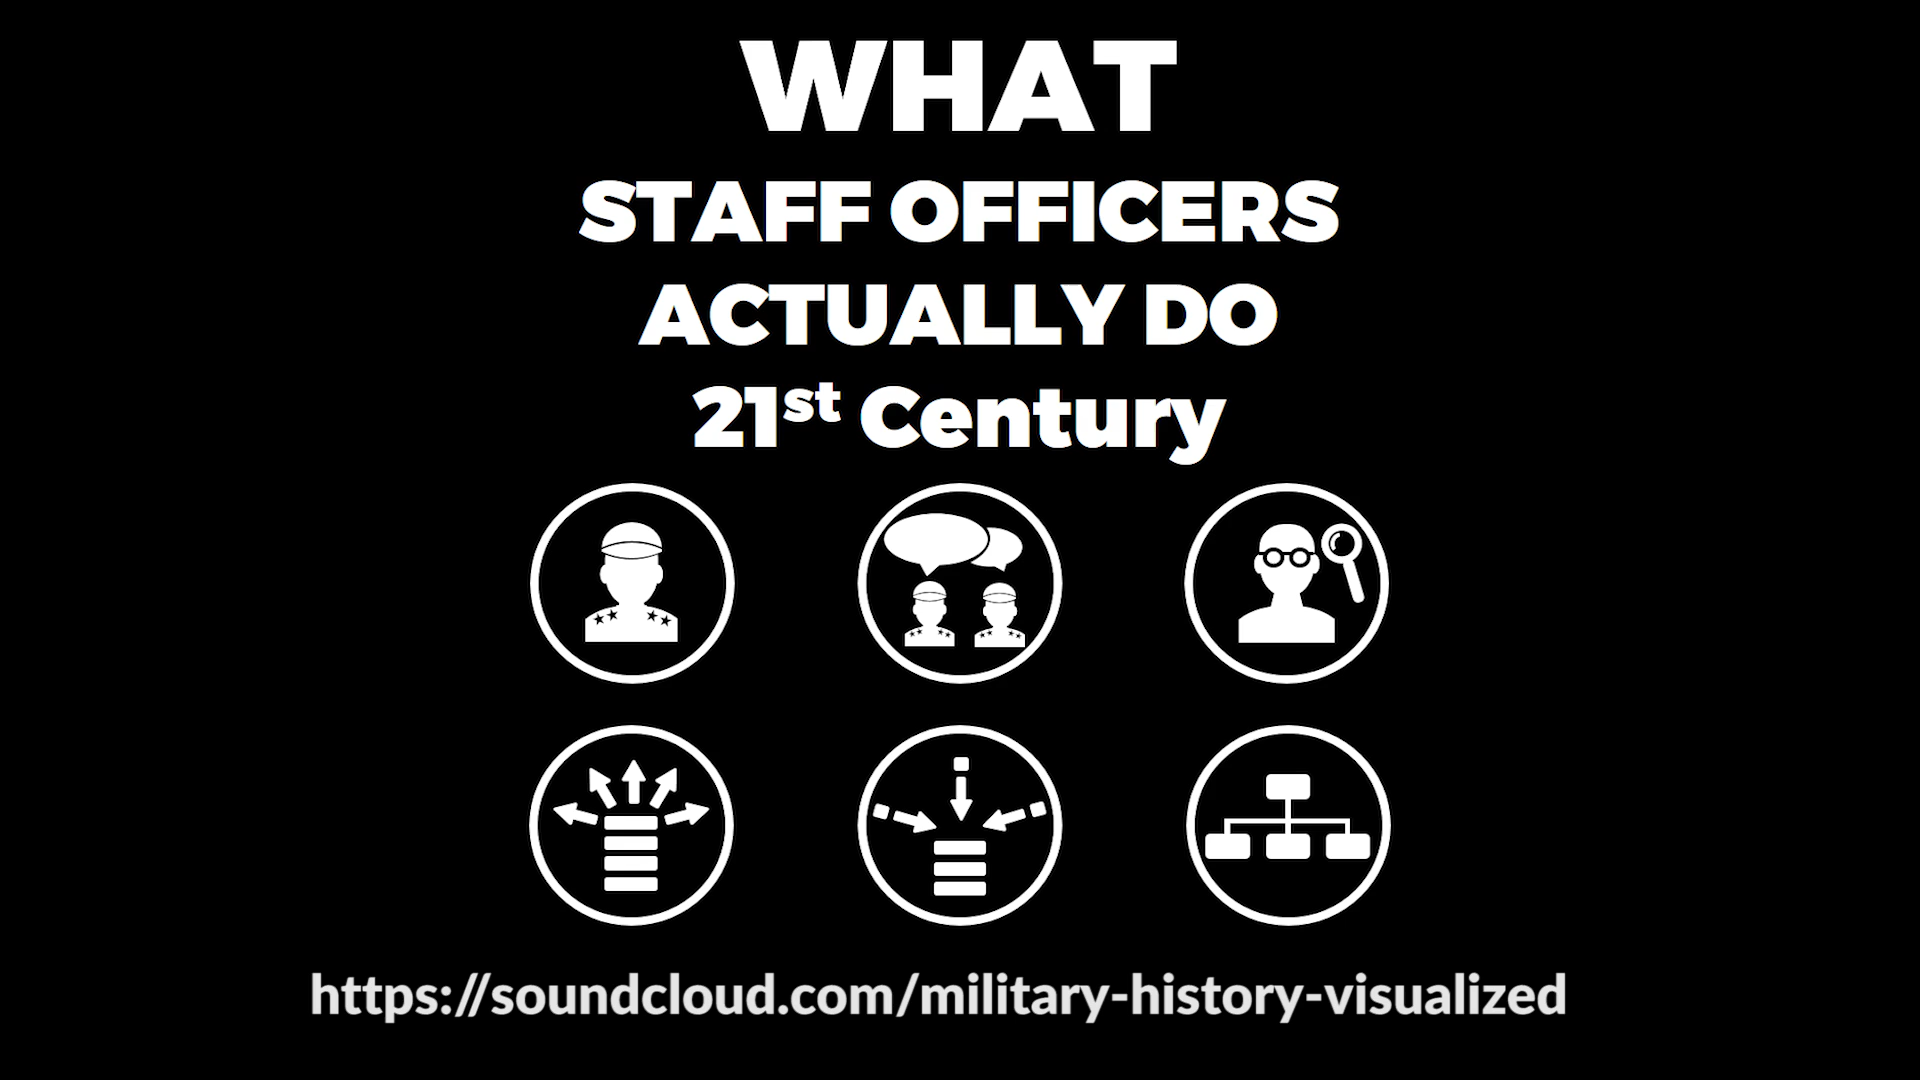 WHAT
STAFF OFFICERS
ACTUALLY DO
21st Century
https://soundcloud.com/military-history-visualized